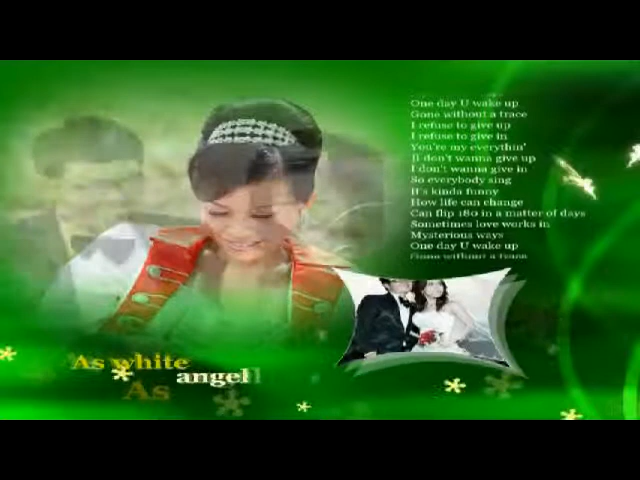 One day U wake up
Gone without a trace
I refuse to give up
I refuse to give in
You're my everythin'
(I don't wanna give up
I don't wanna give in
So everybody sing
It's kinda funny
How life can change
Can flip 180 in a matter of days
Sometimes love works in
Mysterious ways
One day U wake up
Gone without a trace
As white
angel
As